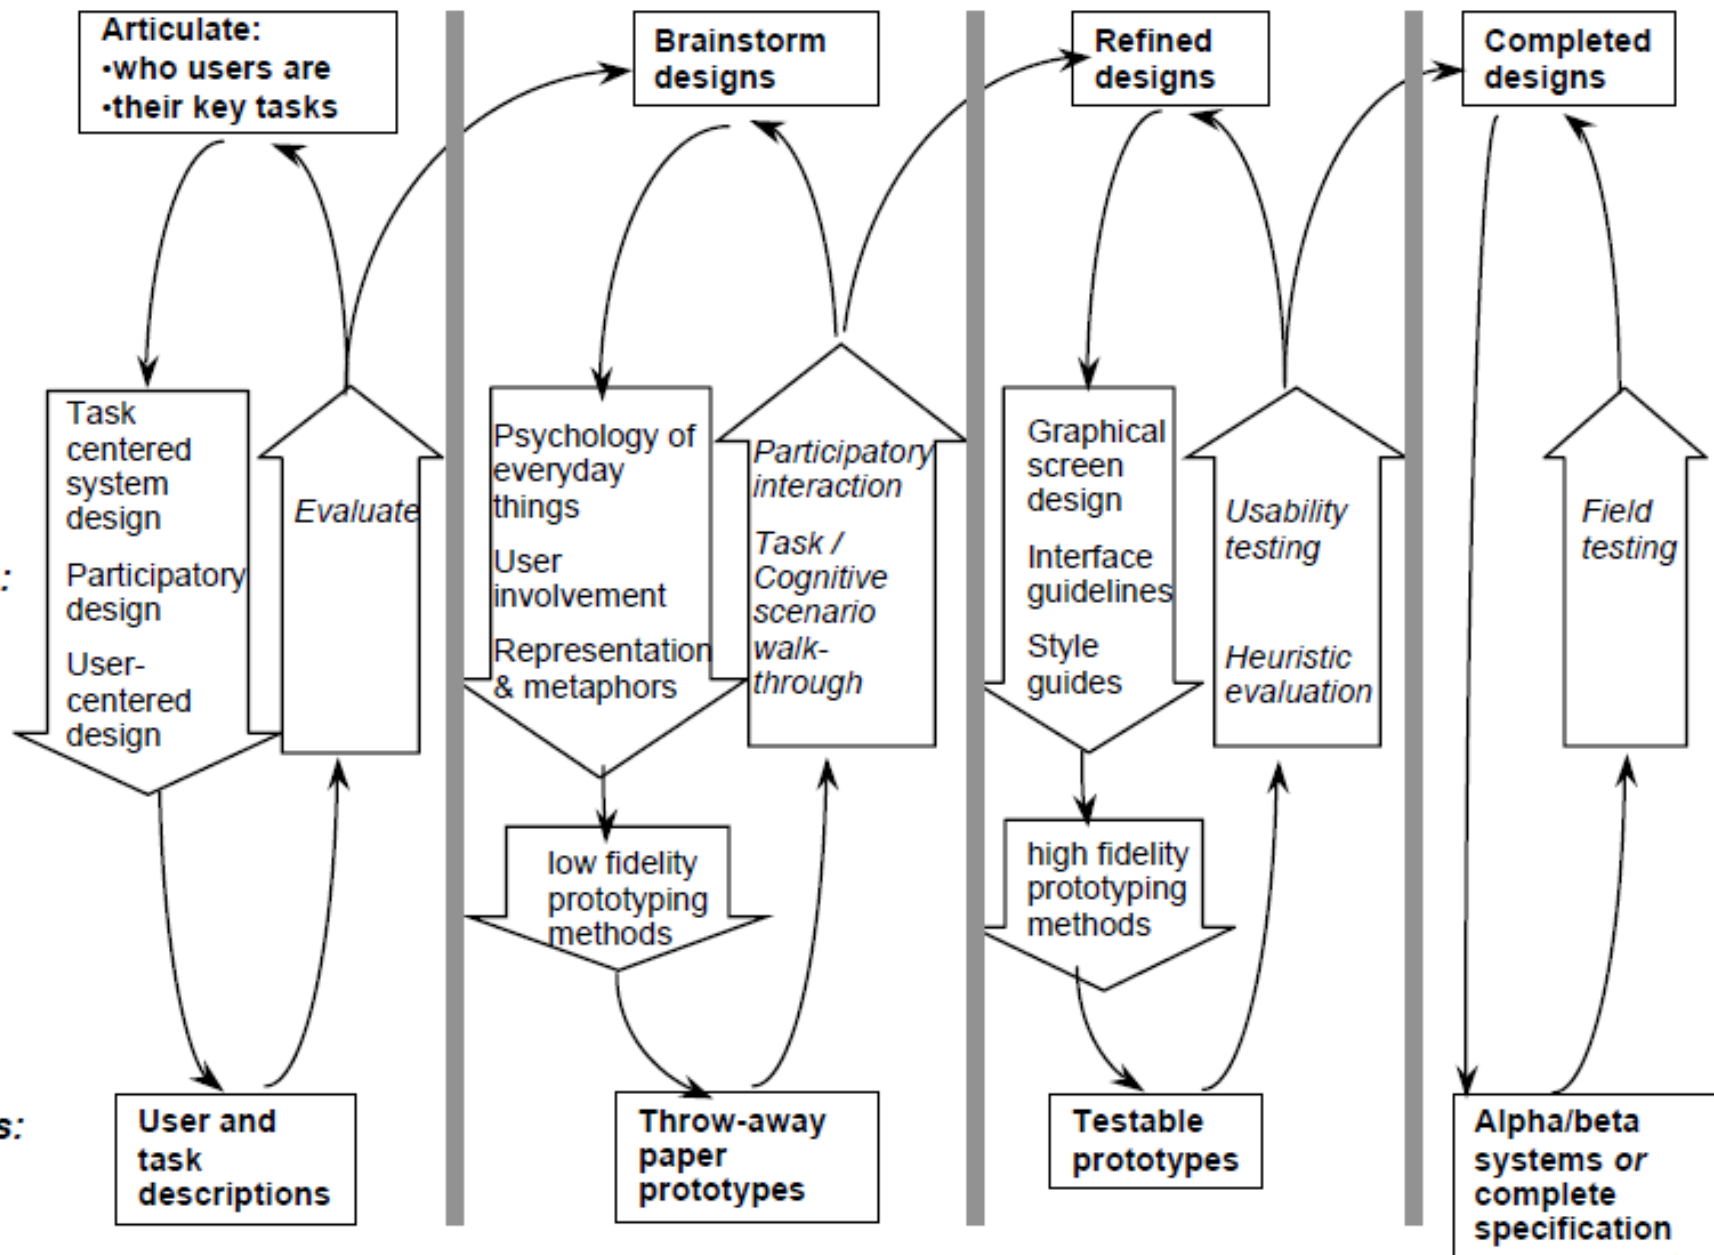 Articulate:
•who users are
•their key tasks
Brainstorm
designs
Refined
designs
Completed
designs
Task
centered
system
design
Participatory
design
User-
centered
design
Evaluate
Psychology of
everyday
things
User
involvement
Representation
& metaphors
Participatory
interaction
Task /
Cognitive
scenario
walk-
through
Graphical
screen
design
Interface
guidelines
Style
guides
Usability
testing
Heuristic
evaluation
Field
testing
:
low fidelity
prototyping
methods
high fidelity
prototyping
methods
s:
User and
task
descriptions
Throw-away
paper
prototypes
Testable
prototypes
Alpha/beta
systems or
complete
specification